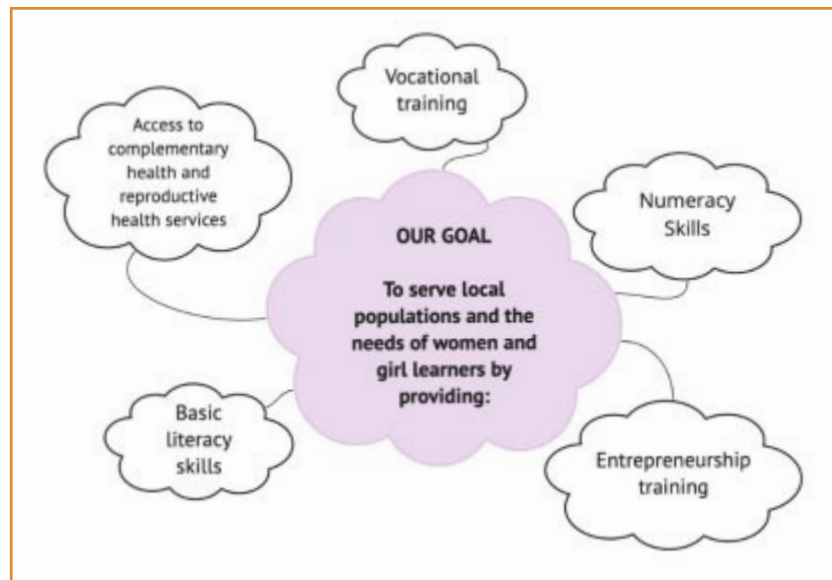 Vocational
training
Access to
complementary
health and
reproductive
health services
Numeracy
Skills
OUR GOAL
To serve local
populations and the
needs of women and
girl learners by
providing:
Basic
literacy
skills
Entrepreneurship
training